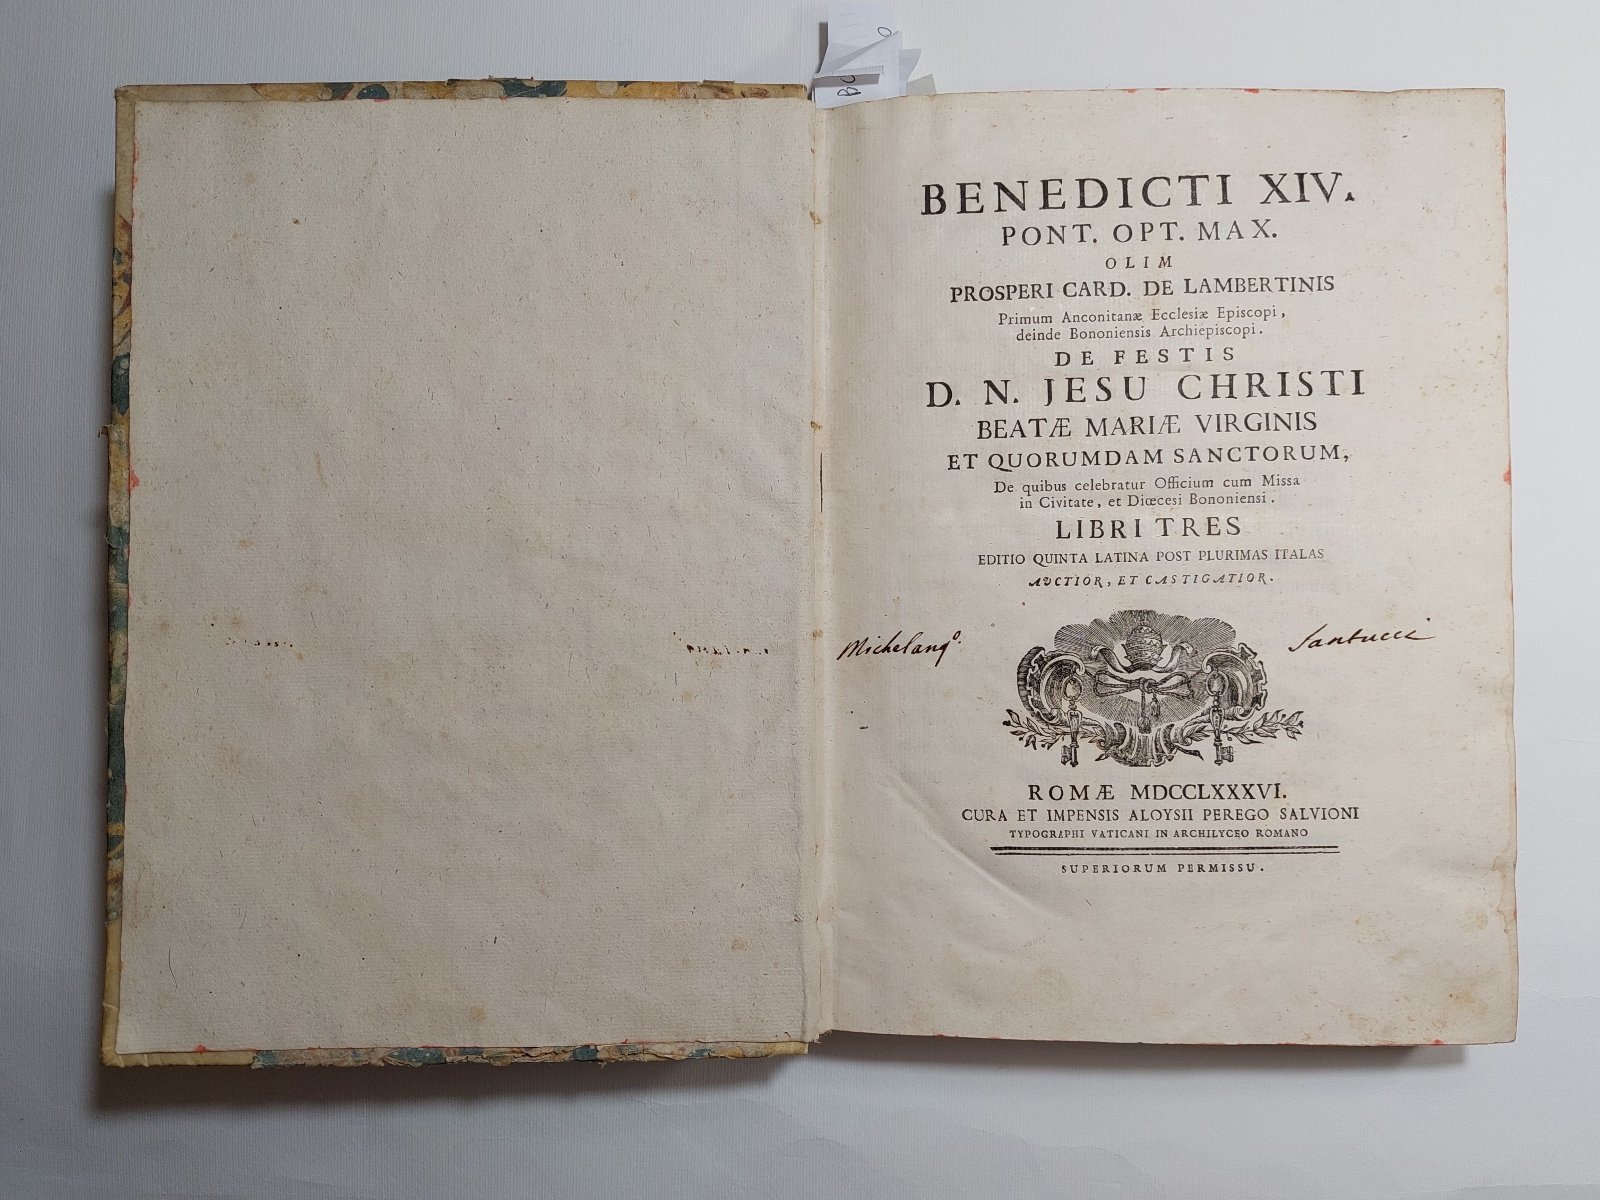 BENEDICTI XIV.
PONT. OPT. MAX.
OLIM
PROSPERI CARD. DE LAMBERTINIS
Primum Anconitanæ Ecclesiæ Episcopi,
deinde Bononiensis Archiepiscopi.
DE FESTIS
D. N. JESU CHRISTI
BEATÆ MARIÆ VIRGINIS
ET QUORUMDAM SANCTORUM,
De quibus celebratur Officium cum Missa
in Civitate, et Diœcesi Bononiensi.
LIBRI TRES
EDITIO QUINTA LATINA POST PLURIMAS ITALAS
AUCTIOR, ET CASTIGATIOR.
Michelang.º Santucci
ROMÆ MDCCLXXXVI.
CURA ET IMPENSIS ALOYSII PEREGO SALVIONI
TYPOGRAPHI VATICANI IN ARCHILYCEO ROMANO
SUPERIORUM PERMISSU.